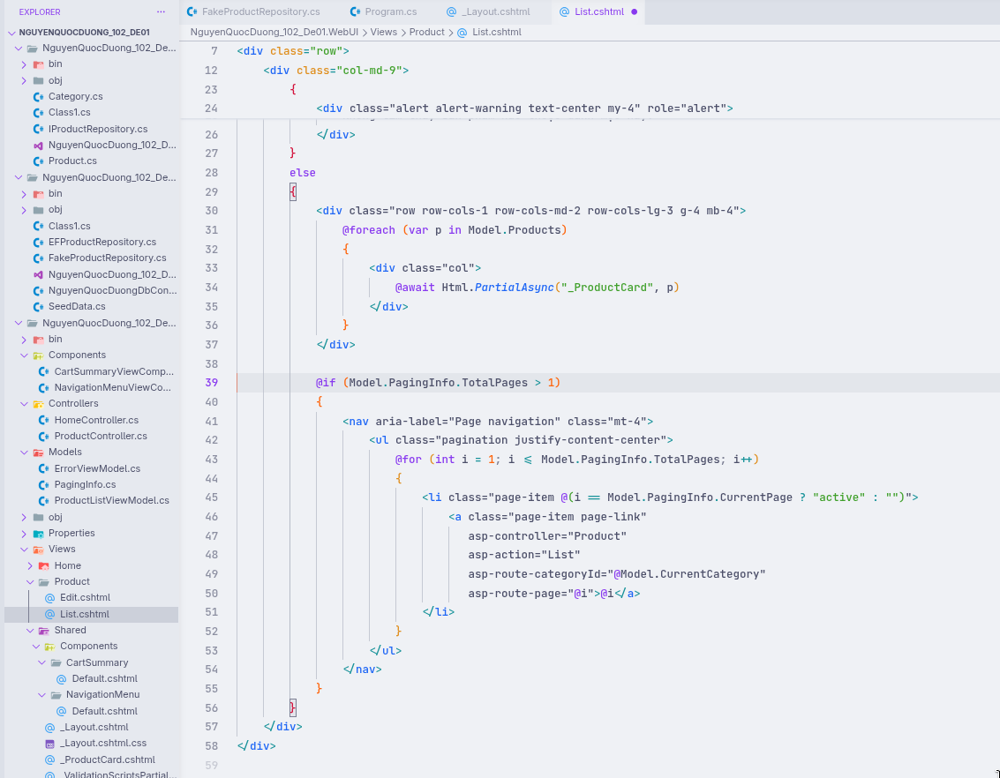 EXPLORER
...
NGUYENQUOCDUONG_102_DE01
NguyenQuocDuong_102_De...
bin
obj
Category.cs
Class1.cs
IProductRepository.cs
NguyenQuocDuong_102_D...
Product.cs
NguyenQuocDuong_102_De...
bin
obj
Class1.cs
EFProductRepository.cs
FakeProductRepository.cs
NguyenQuocDuong_102_D...
NguyenQuocDuongDbCon...
SeedData.cs
NguyenQuocDuong_102_De...
bin
Components
CartSummaryViewComp...
NavigationMenuViewCo...
Controllers
HomeController.cs
ProductController.cs
Models
ErrorViewModel.cs
PagingInfo.cs
ProductListViewModel.cs
obj
Properties
Views
Home
Product
Edit.cshtml
List.cshtml
Shared
Components
CartSummary
Default.cshtml
NavigationMenu
Default.cshtml
_Layout.cshtml
_Layout.cshtml.css
_ProductCard.cshtml
_ValidationScriptsPartial...
FakeProductRepository.cs
Program.cs
_Layout.cshtml
List.cshtml
NguyenQuocDuong_102_De01.WebUI > Views > Product > List.cshtml
7 <div class="row">
12 <div class="col-md-9">
23 {
24 <div class="alert alert-warning text-center my-4" role="alert">
26 </div>
27 }
28 else
29 {
30 <div class="row row-cols-1 row-cols-md-2 row-cols-lg-3 g-4 mb-4">
31 @foreach (var p in Model.Products)
32 {
33 <div class="col">
34 @await Html.PartialAsync("_ProductCard", p)
35 </div>
36 }
37 </div>
38
39 @if (Model.PagingInfo.TotalPages > 1)
40 {
41 <nav aria-label="Page navigation" class="mt-4">
42 <ul class="pagination justify-content-center">
43 @for (int i = 1; i <= Model.PagingInfo.TotalPages; i++)
44 {
45 <li class="page-item @(i == Model.PagingInfo.CurrentPage ? "active" : "")">
46 <a class="page-item page-link"
47 asp-controller="Product"
48 asp-action="List"
49 asp-route-categoryId="@Model.CurrentCategory"
50 asp-route-page="@i">@i</a>
51 </li>
52 }
53 </ul>
54 </nav>
55 }
56 }
57 </div>
58 </div>
59